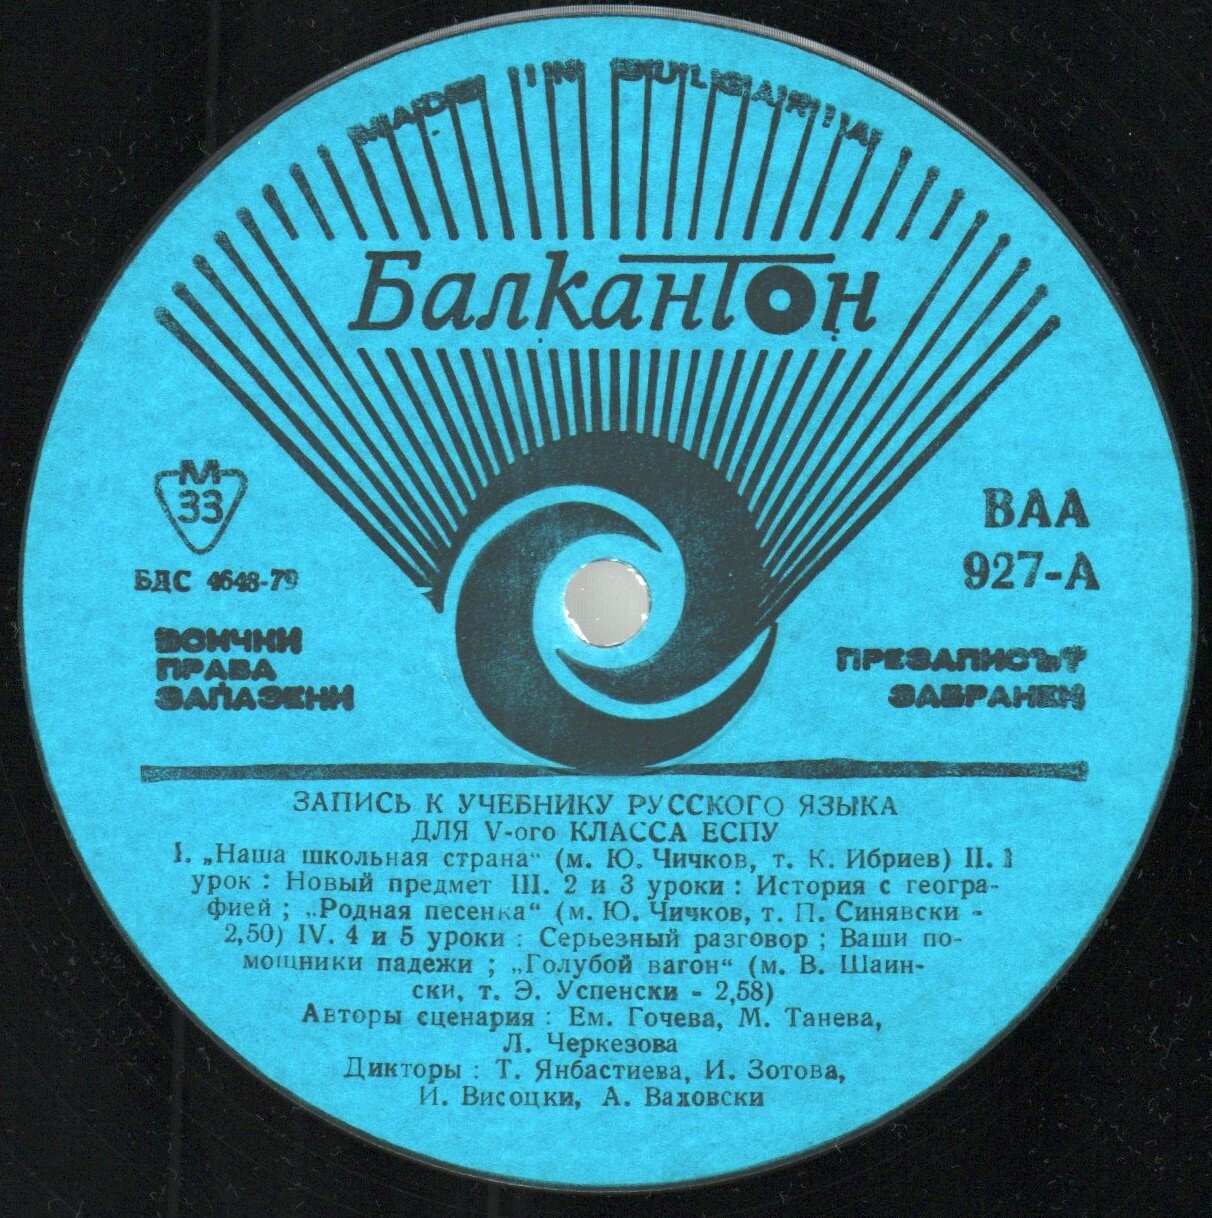 MADE IN BULGARIA
БалканТон
М
33
БДС 4648-79
ВСИЧКИ
ПРАВА
ЗАПАЗЕНИ
ВАА
927-А
ПРЕЗАПИСЪТ
ЗАБРАНЕН
ЗАПИСЬ К УЧЕБНИКУ РУССКОГО ЯЗЫКА
ДЛЯ V-ого КЛАССА ЕСПУ
I. „Наша школьная страна“ (м. Ю. Чичков, т. К. Ибриев) II. 1
урок : Новый предмет III. 2 и 3 уроки : История с геогра-
фией ; „Родная песенка“ (м. Ю. Чичков, т. П. Синявски -
2,50) IV. 4 и 5 уроки : Серьезный разговор ; Ваши по-
мощники падежи ; „Голубой вагон“ (м. В. Шаин-
ски, т. Э. Успенски - 2,58)
Авторы сценария : Ем. Гочева, М. Танева,
Л. Черкезова
Дикторы : Т. Янбастиева, И. Зотова,
И. Висоцки, А. Ваховски